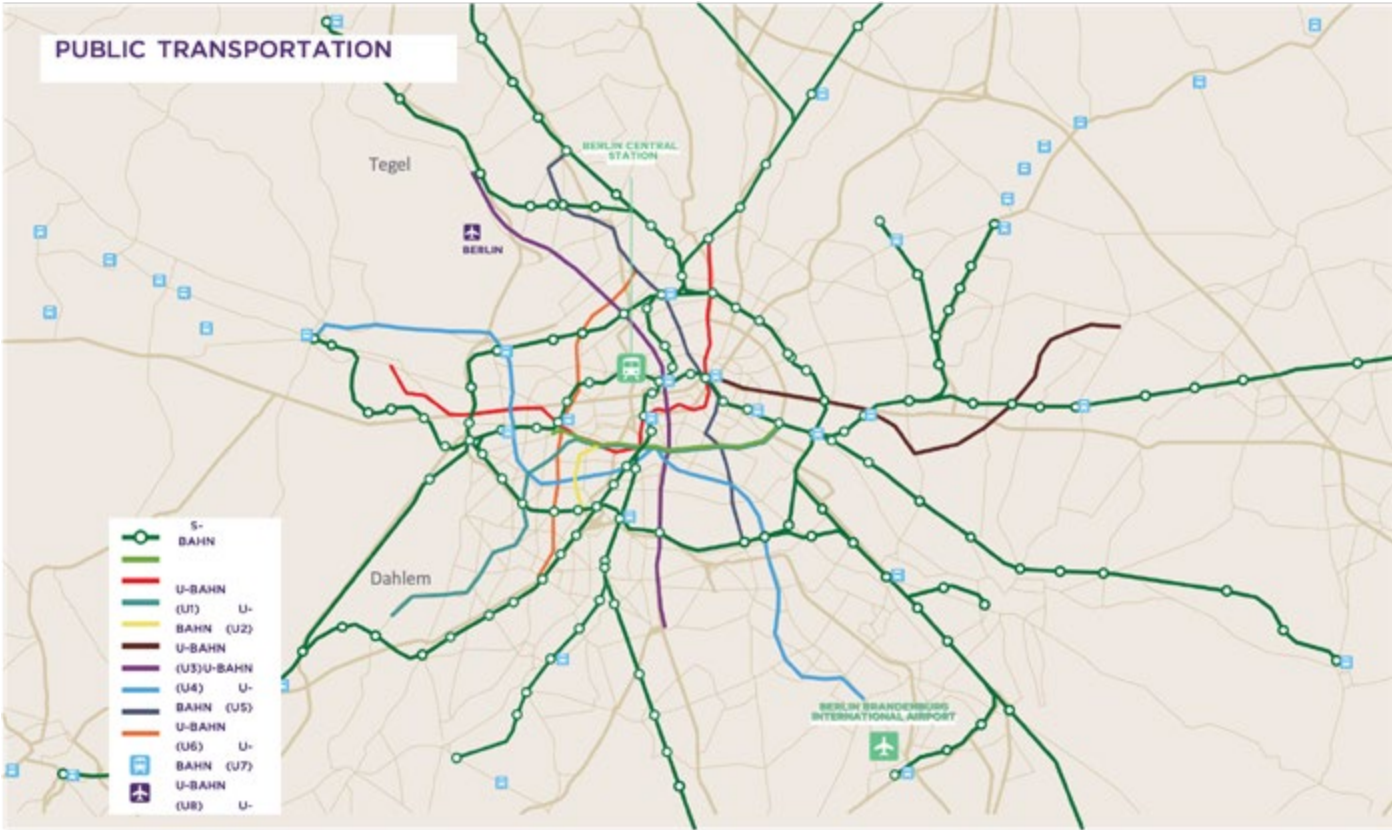 PUBLIC TRANSPORTATION
BERLIN CENTRAL
STATION
Tegel
BERLIN
Dahlem
S-
BAHN
U-BAHN
(U1) U-
BAHN (U2)
U-BAHN
(U3)U-BAHN
(U4) U-
BAHN (U5)
U-BAHN
(U6) U-
BAHN (U7)
U-BAHN
(U8) U-
BERLIN BRANDENBURG
INTERNATIONAL AIRPORT